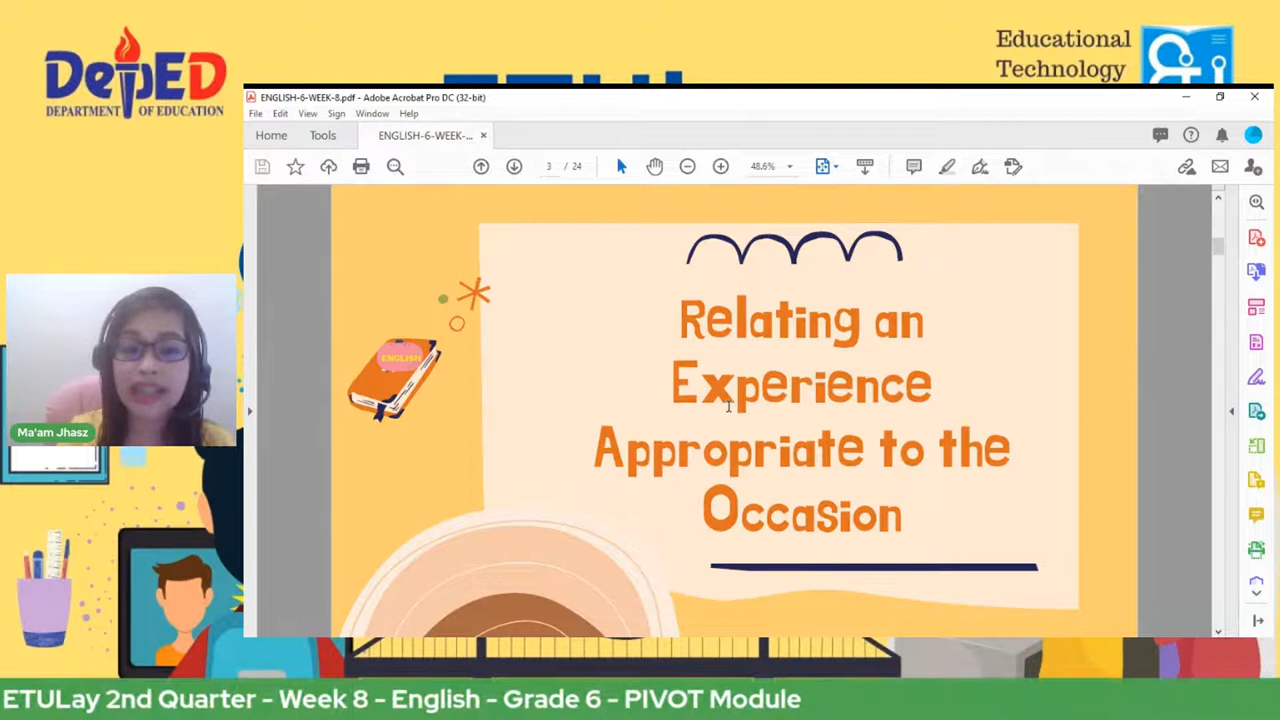 DepED
DEPARTMENT OF EDUCATION
Educational
Technology
ENGLISH-6-WEEK-8.pdf - Adobe Acrobat Pro DC (32-bit)
File Edit View Sign Window Help
Home Tools ENGLISH-6-WEEK-... ×
3 / 24 48.6%
ENGLISH
Relating an
Experience
Appropriate to the
Occasion
Ma'am Jhasz
ETULay 2nd Quarter - Week 8 - English - Grade 6 - PIVOT Module